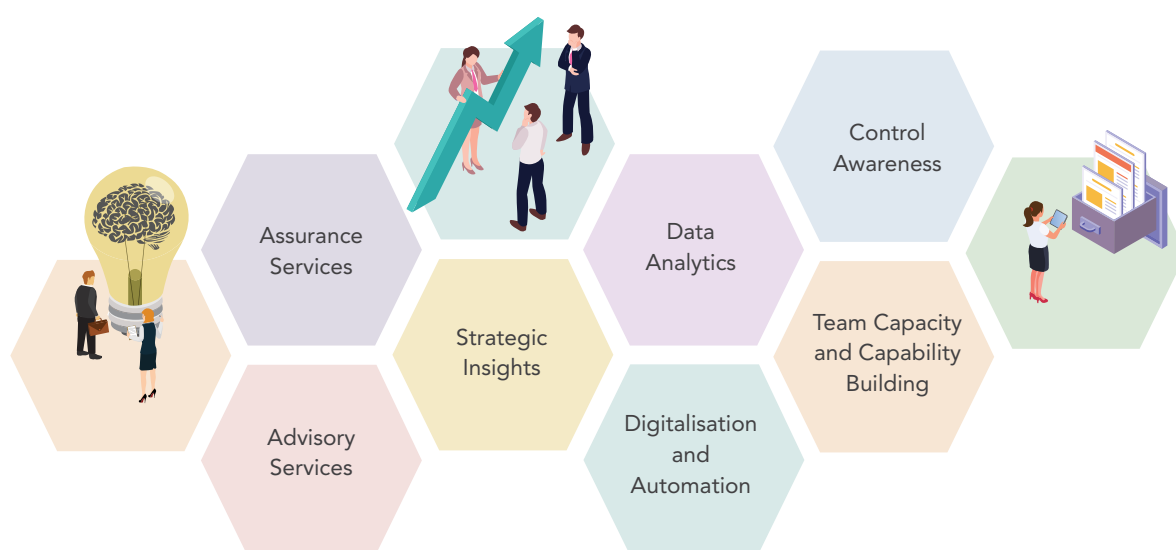 Assurance
Services
Advisory
Services
Strategic
Insights
Data
Analytics
Digitalisation
and
Automation
Control
Awareness
Team Capacity
and Capability
Building